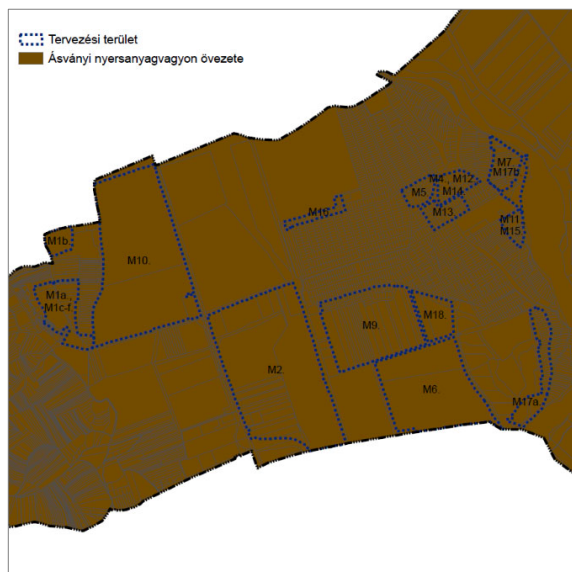 Tervezési terület
Ásványi nyersanyagvagyon övezete
M7.
M17b
M4., M12.
M5.
M14.
M16.
M13.
M11.
M15.
M1b.
M10.
M1a.
M1c-f
M9.
M18.
M2.
M6.
M17a.